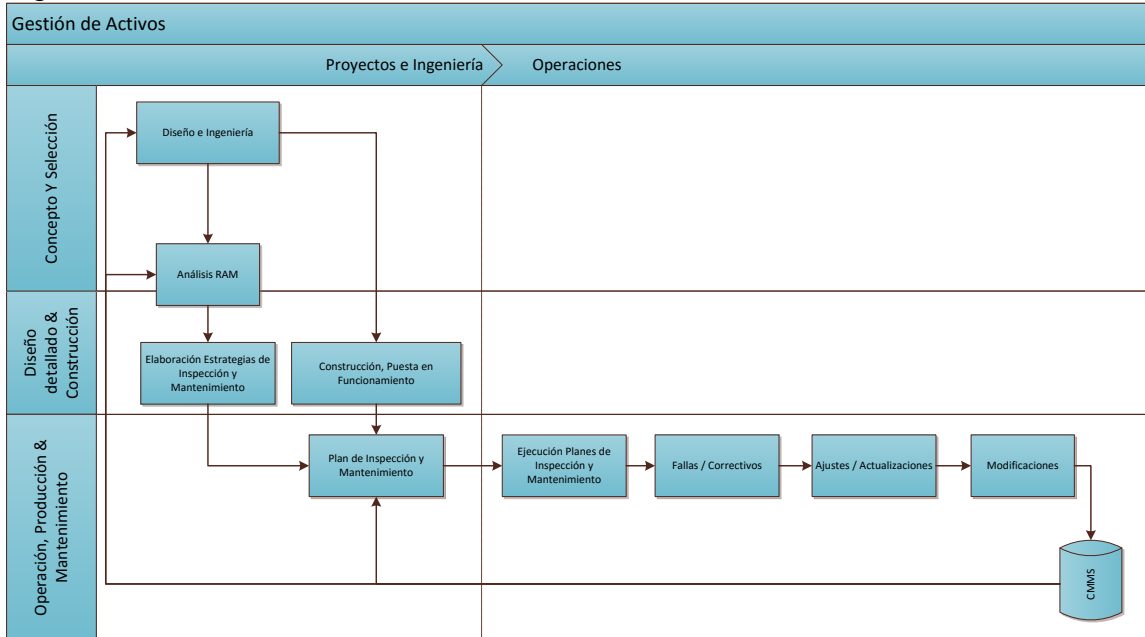 Gestión de Activos
Proyectos e Ingeniería
Operaciones
Concepto Y Selección
Diseño e Ingeniería
Análisis RAM
Diseño
detallado &
Construcción
Elaboración Estrategias de
Inspección y
Mantenimiento
Construcción, Puesta en
Funcionamiento
Operación, Producción &
Mantenimiento
Plan de Inspección y
Mantenimiento
Ejecución Planes de
Inspección y
Mantenimiento
Fallas / Correctivos
Ajustes / Actualizaciones
Modificaciones
CMMS